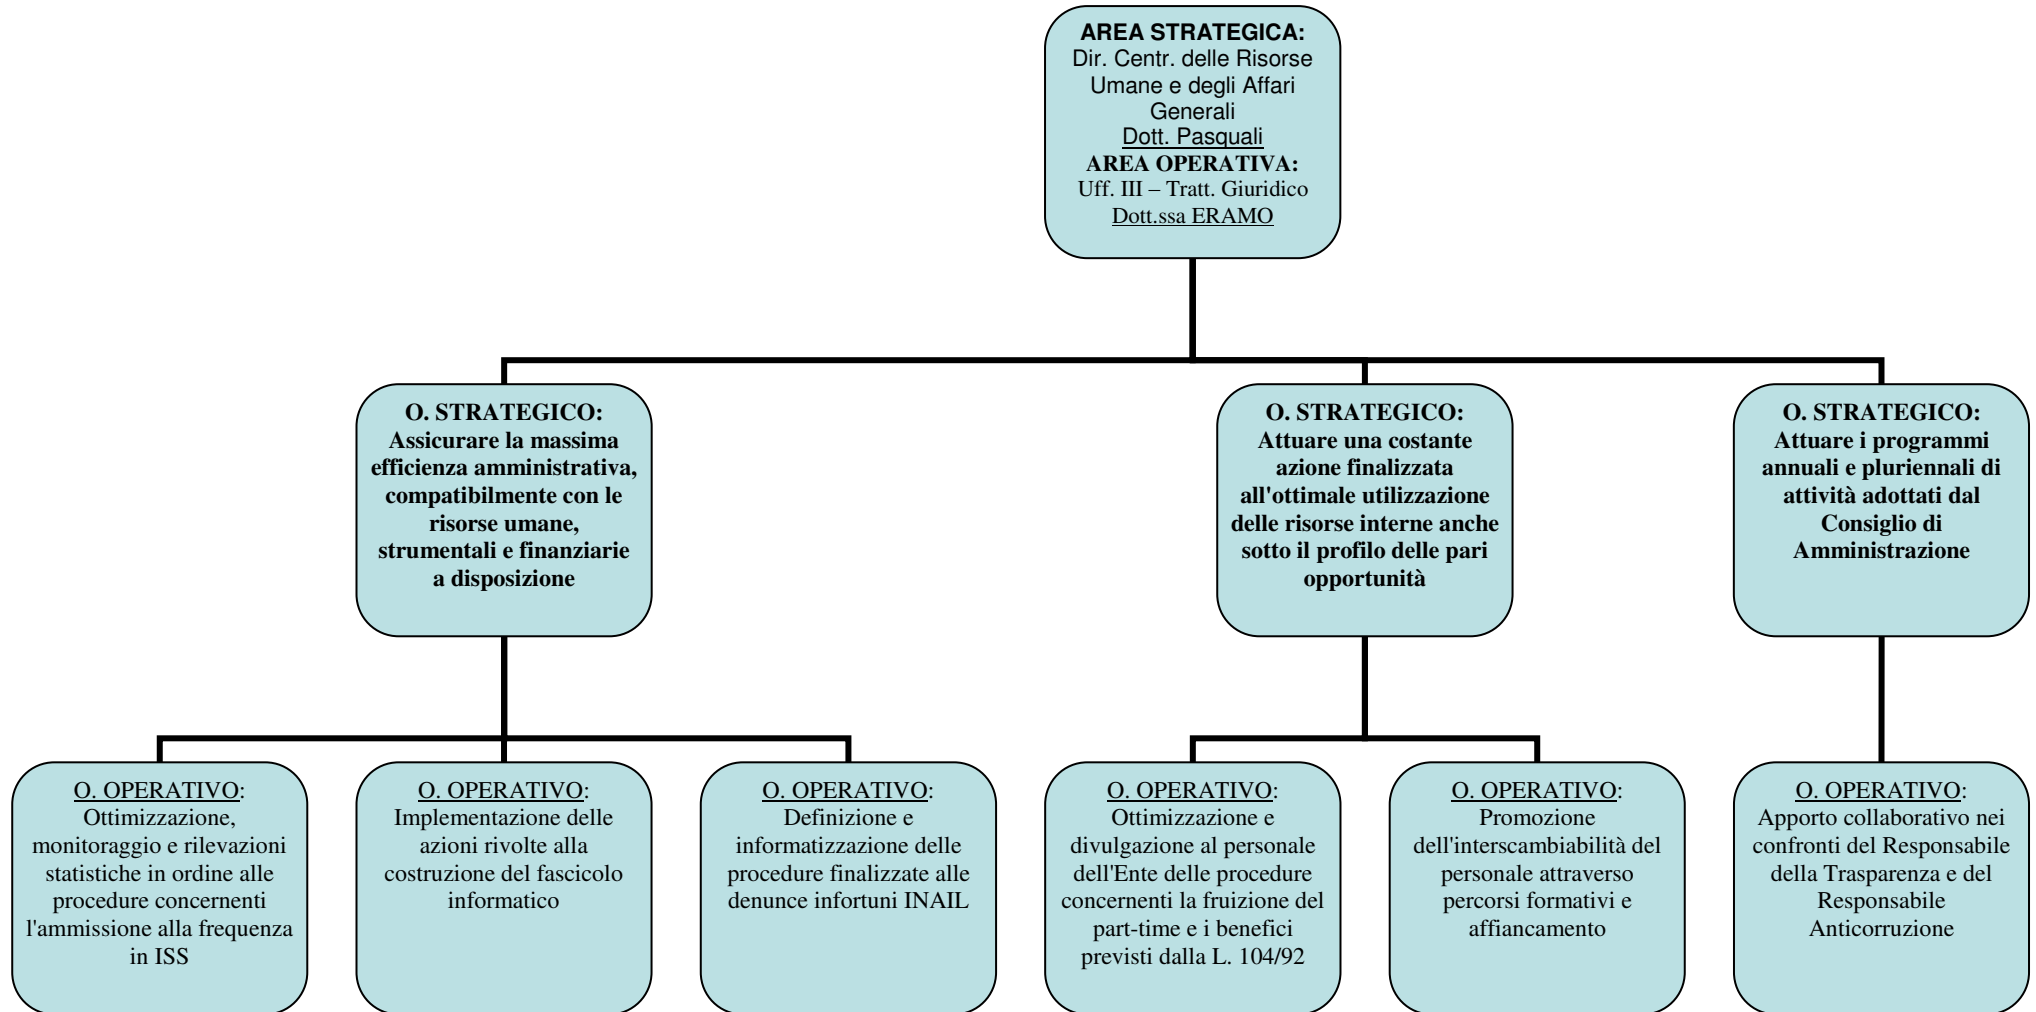 AREA STRATEGICA:
Dir. Centr. delle Risorse
Umane e degli Affari
Generali
Dott. Pasquali
AREA OPERATIVA:
Uff. III – Tratt. Giuridico
Dott.ssa ERAMO
O. STRATEGICO:
Assicurare la massima
efficienza amministrativa,
compatibilmente con le
risorse umane,
strumentali e finanziarie
a disposizione
O. STRATEGICO:
Attuare una costante
azione finalizzata
all'ottimale utilizzazione
delle risorse interne anche
sotto il profilo delle pari
opportunità
O. STRATEGICO:
Attuare i programmi
annuali e pluriennali di
attività adottati dal
Consiglio di
Amministrazione
O. OPERATIVO:
Ottimizzazione,
monitoraggio e rilevazioni
statistiche in ordine alle
procedure concernenti
l'ammissione alla frequenza
in ISS
O. OPERATIVO:
Implementazione delle
azioni rivolte alla
costruzione del fascicolo
informatico
O. OPERATIVO:
Definizione e
informatizzazione delle
procedure finalizzate alle
denunce infortuni INAIL
O. OPERATIVO:
Ottimizzazione e
divulgazione al personale
dell'Ente delle procedure
concernenti la fruizione del
part-time e i benefici
previsti dalla L. 104/92
O. OPERATIVO:
Promozione
dell'interscambiabilità del
personale attraverso
percorsi formativi e
affiancamento
O. OPERATIVO:
Apporto collaborativo nei
confronti del Responsabile
della Trasparenza e del
Responsabile
Anticorruzione